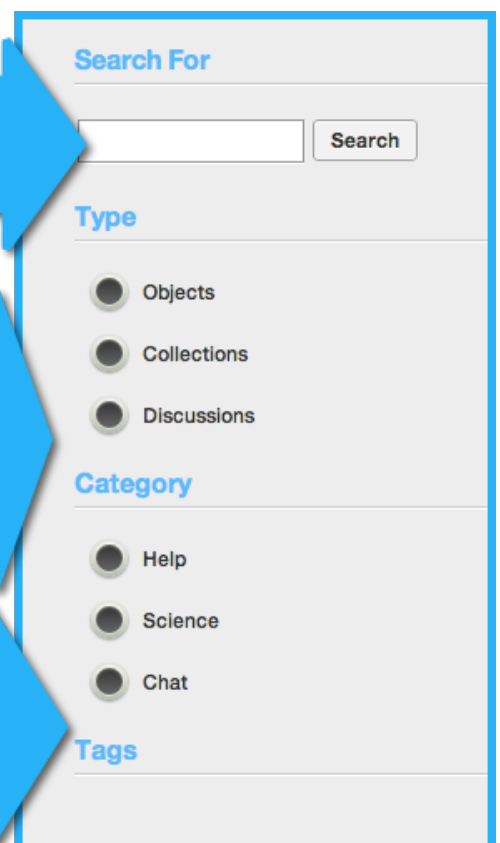 Search For
Search
Type
Objects
Collections
Discussions
Category
Help
Science
Chat
Tags